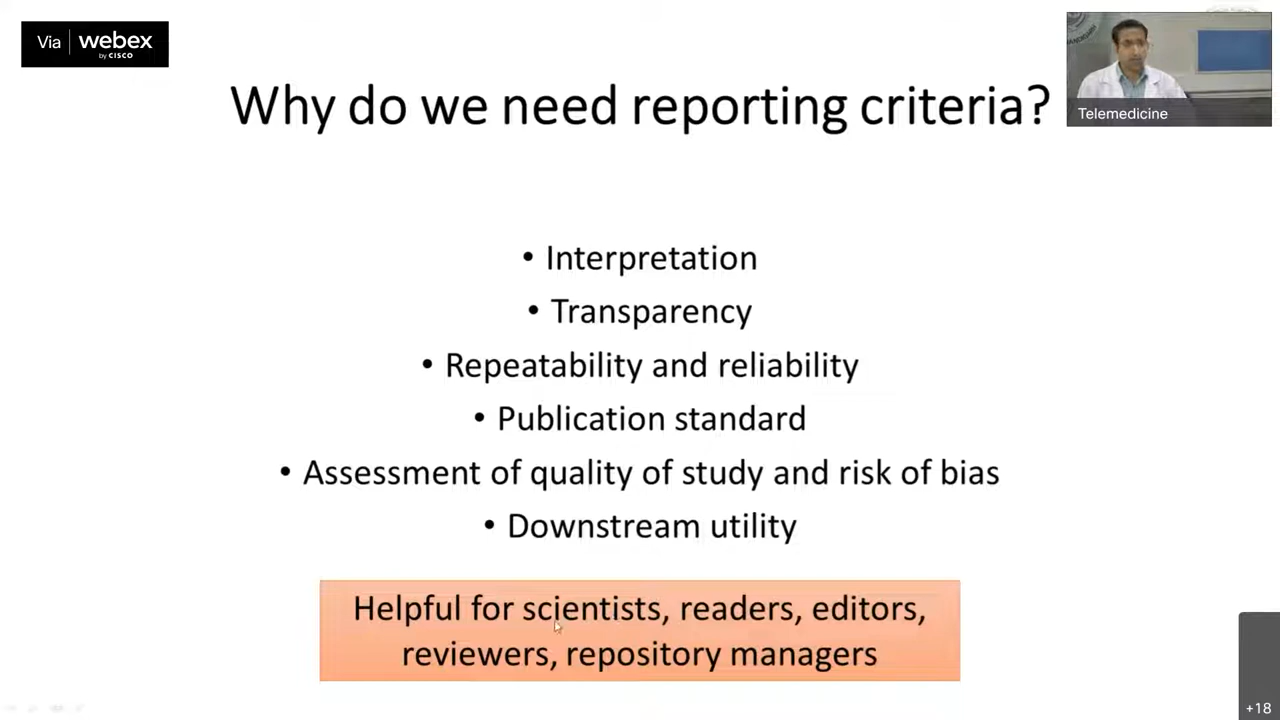 Via webex
by CISCO
Why do we need reporting criteria?
Telemedicine
• Interpretation
• Transparency
• Repeatability and reliability
• Publication standard
• Assessment of quality of study and risk of bias
• Downstream utility
Helpful for scientists, readers, editors,
reviewers, repository managers
+18